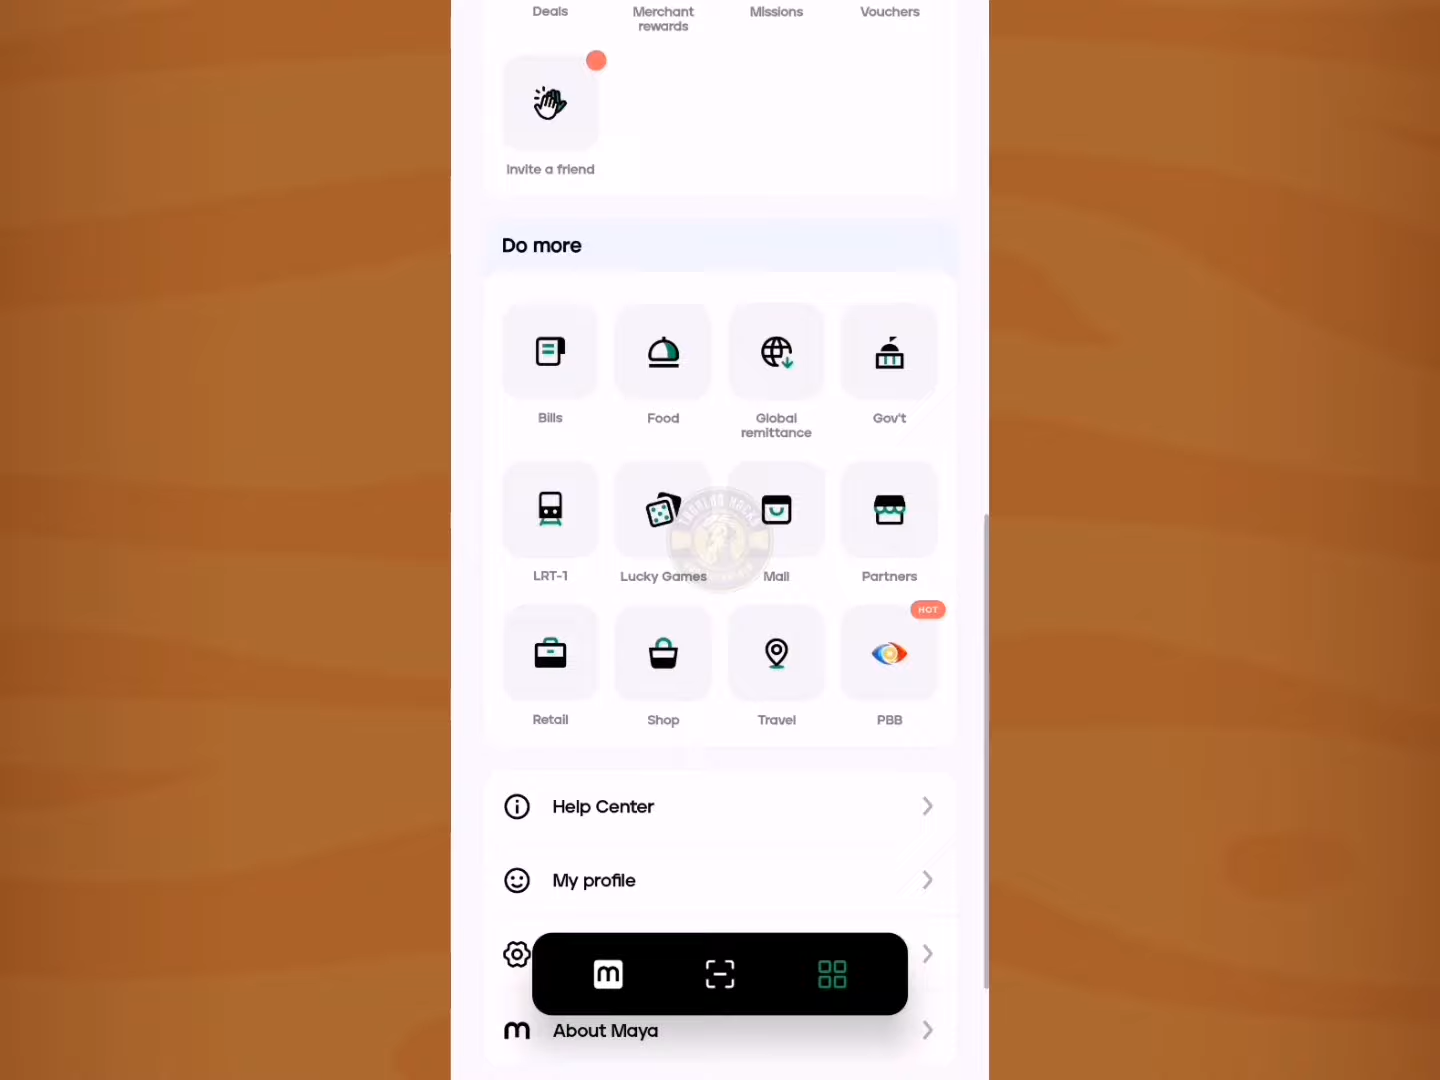 Deals
Merchant
rewards
Missions
Vouchers
Invite a friend
Do more
Bills
Food
Global
remittance
Gov't
LRT-1
Lucky Games
Mall
Partners
HOT
Retail
Shop
Travel
PBB
Help Center
My profile
m
m About Maya